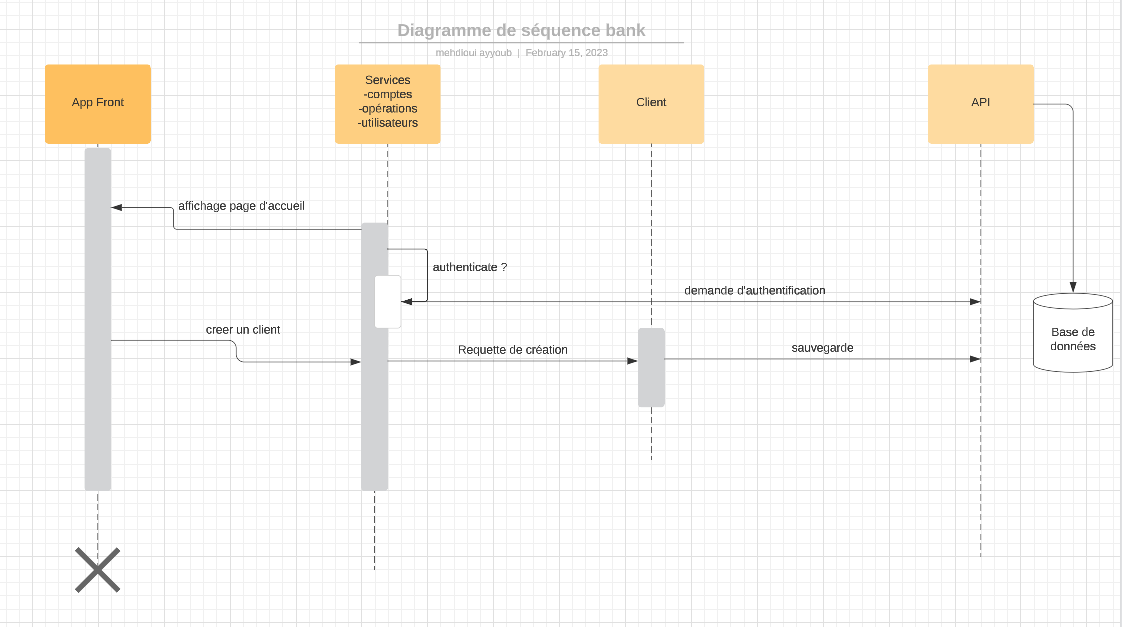 Diagramme de séquence bank
mehdioui ayyoub | February 15, 2023
App Front
Services
-comptes
-opérations
-utilisateurs
Client
API
affichage page d'accueil
authenticate ?
demande d'authentification
creer un client
Requette de création
sauvegarde
Base de
données